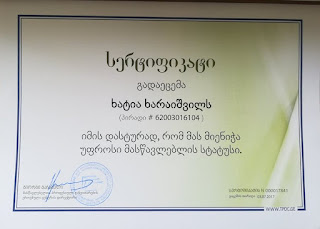 სერტიფიკატი
გადაეცემა
ხატია ხარაიშვილს
(პირადი # 62003016104 )
იმის დასტურად, რომ მას მიენიჭა
უფროსი მასწავლებლის სტატუსი.
www.tpdc.ge